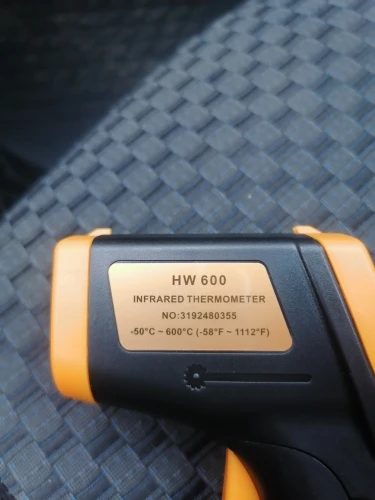 HW 600
INFRARED THERMOMETER
NO:3192480355
-50°C ~ 600°C (-58°F ~ 1112°F)